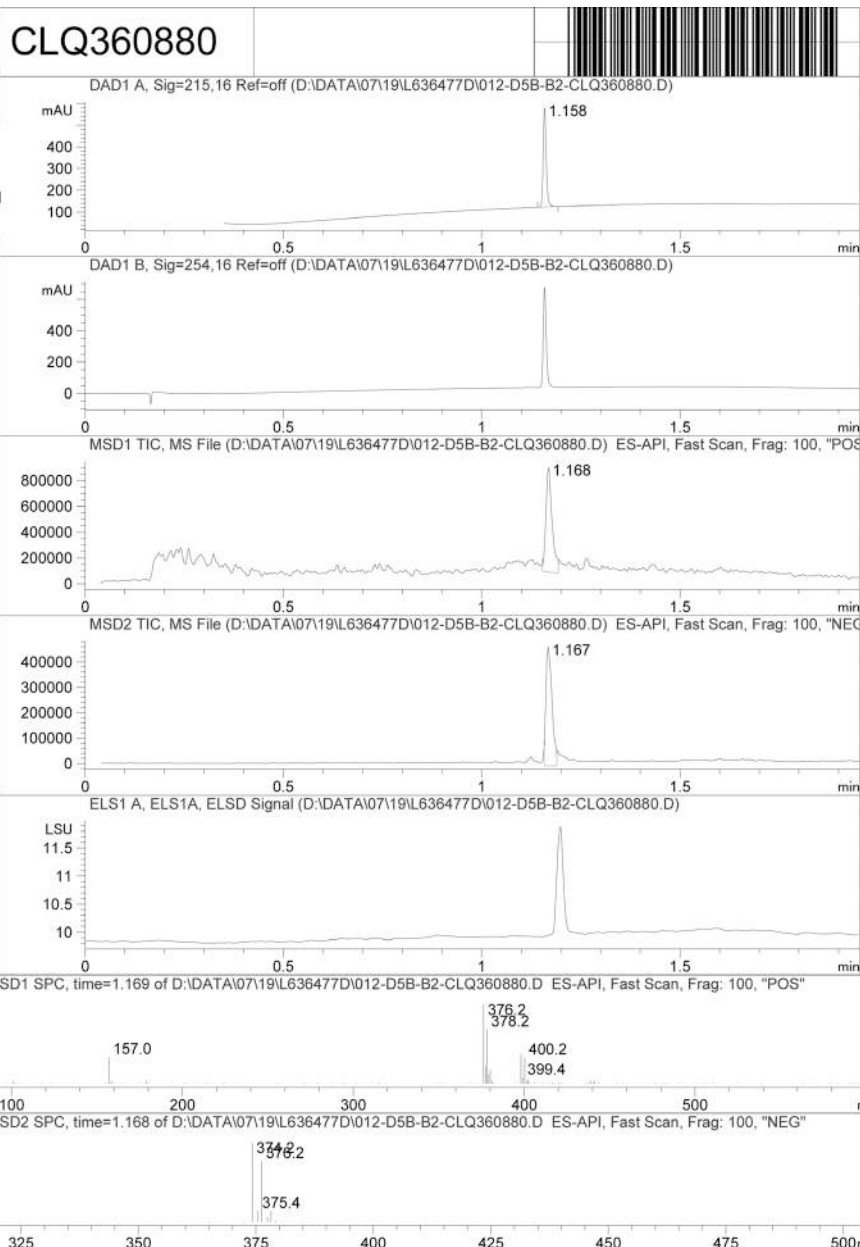 CLQ360880
DAD1 A, Sig=215,16 Ref=off (D:\DATA\07\19\L636477D\012-D5B-B2-CLQ360880.D)
mAU
1.158
400
300
200
100
0 0.5 1 1.5 min
DAD1 B, Sig=254,16 Ref=off (D:\DATA\07\19\L636477D\012-D5B-B2-CLQ360880.D)
mAU
400
200
0
0 0.5 1 1.5 min
MSD1 TIC, MS File (D:\DATA\07\19\L636477D\012-D5B-B2-CLQ360880.D) ES-API, Fast Scan, Frag: 100, "POS
1.168
800000
600000
400000
200000
0
0 0.5 1 1.5 min
MSD2 TIC, MS File (D:\DATA\07\19\L636477D\012-D5B-B2-CLQ360880.D) ES-API, Fast Scan, Frag: 100, "NEG
1.167
400000
300000
200000
100000
0
0 0.5 1 1.5 min
ELS1 A, ELS1A, ELSD Signal (D:\DATA\07\19\L636477D\012-D5B-B2-CLQ360880.D)
LSU
11.5
11
10.5
10
0 0.5 1 1.5 min
SD1 SPC, time=1.169 of D:\DATA\07\19\L636477D\012-D5B-B2-CLQ360880.D ES-API, Fast Scan, Frag: 100, "POS"
376.2
378.2
157.0 400.2
399.4
100 200 300 400 500
SD2 SPC, time=1.168 of D:\DATA\07\19\L636477D\012-D5B-B2-CLQ360880.D ES-API, Fast Scan, Frag: 100, "NEG"
374.2 376.2
375.4
325 350 375 400 425 450 475 500